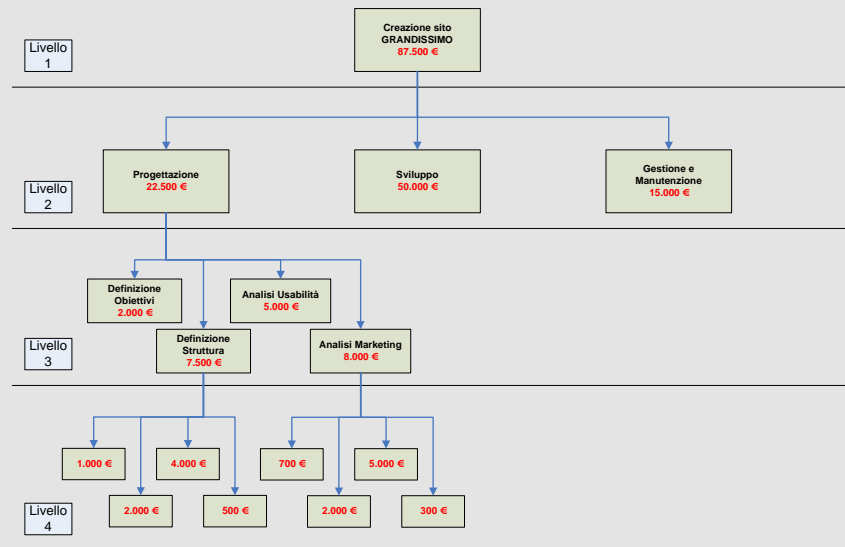 Creazione sito
GRANDISSIMO
87.500 €
Livello
1
Progettazione
22.500 €
Sviluppo
50.000 €
Gestione e
Manutenzione
15.000 €
Livello
2
Definizione
Obiettivi
2.000 €
Analisi Usabilità
5.000 €
Definizione
Struttura
7.500 €
Analisi Marketing
8.000 €
Livello
3
1.000 €
4.000 €
700 €
5.000 €
2.000 €
500 €
2.000 €
300 €
Livello
4